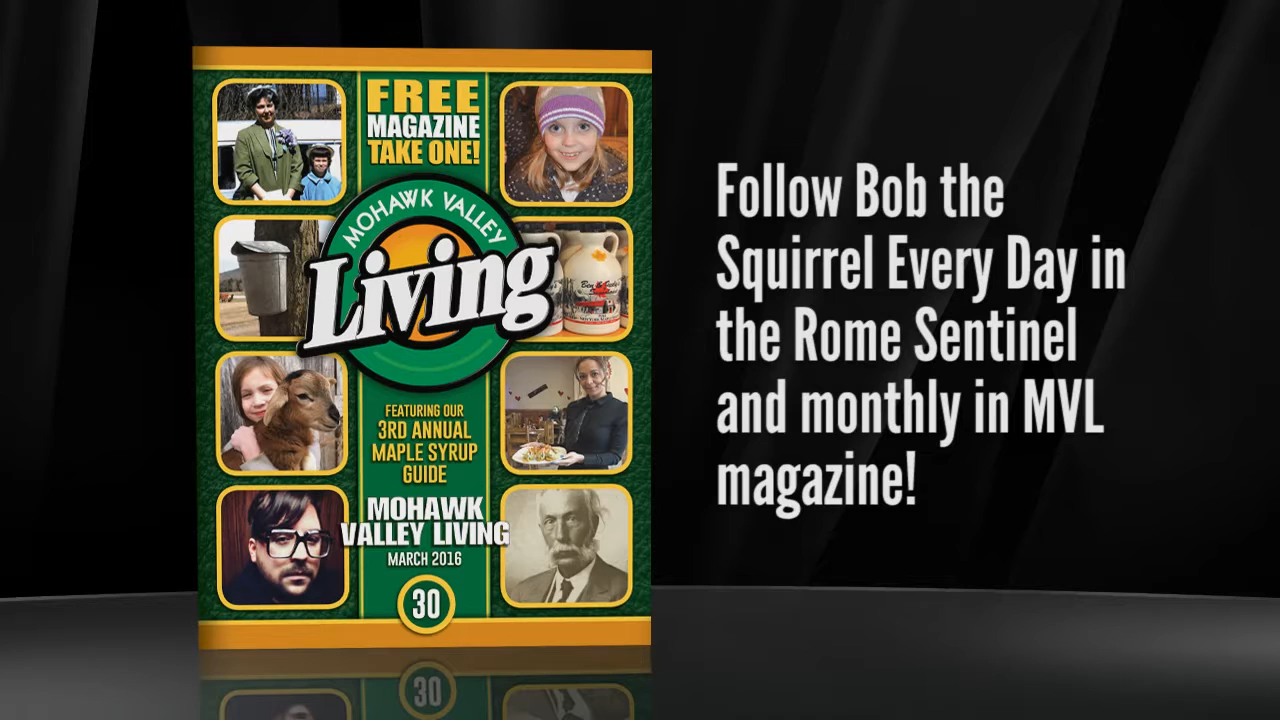 FREE
MAGAZINE
TAKE ONE!
MOHAWK VALLEY
Living
FEATURING OUR
3RD ANNUAL
MAPLE SYRUP
GUIDE
MOHAWK
VALLEY LIVING
MARCH 2016
30
30
Follow Bob the
Squirrel Every Day in
the Rome Sentinel
and monthly in MVL
magazine!